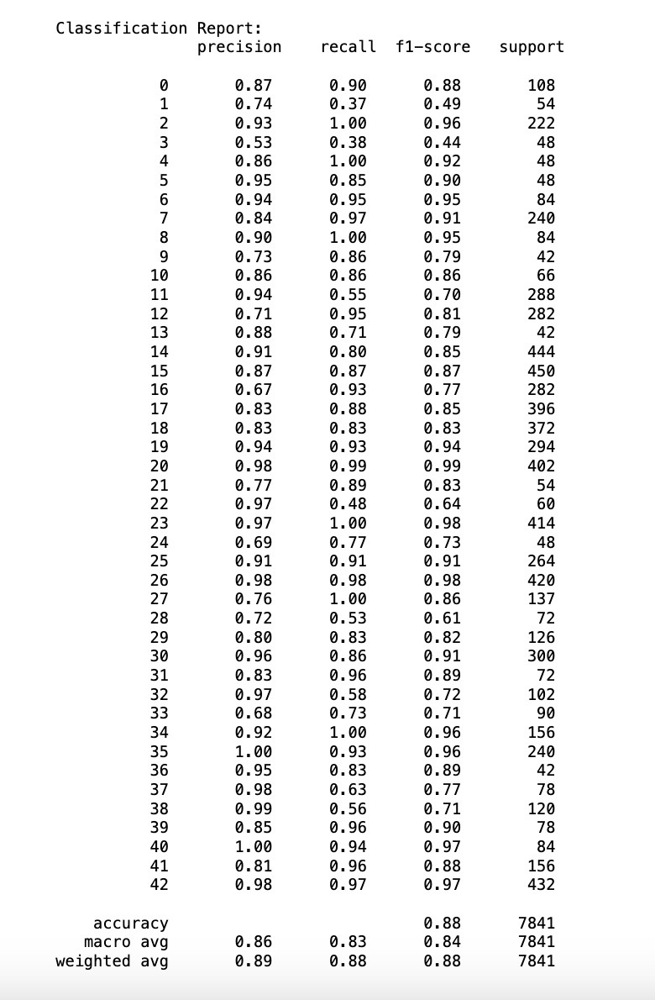 Classification Report:
precision recall f1-score support
0 0.87 0.90 0.88 108
1 0.74 0.37 0.49 54
2 0.93 1.00 0.96 222
3 0.53 0.38 0.44 48
4 0.86 1.00 0.92 48
5 0.95 0.85 0.90 48
6 0.94 0.95 0.95 84
7 0.84 0.97 0.91 240
8 0.90 1.00 0.95 84
9 0.73 0.86 0.79 42
10 0.86 0.86 0.86 66
11 0.94 0.55 0.70 288
12 0.71 0.95 0.81 282
13 0.88 0.71 0.79 42
14 0.91 0.80 0.85 444
15 0.87 0.87 0.87 450
16 0.67 0.93 0.77 282
17 0.83 0.88 0.85 396
18 0.83 0.83 0.83 372
19 0.94 0.93 0.94 294
20 0.98 0.99 0.99 402
21 0.77 0.89 0.83 54
22 0.97 0.48 0.64 60
23 0.97 1.00 0.98 414
24 0.69 0.77 0.73 48
25 0.91 0.91 0.91 264
26 0.98 0.98 0.98 420
27 0.76 1.00 0.86 137
28 0.72 0.53 0.61 72
29 0.80 0.83 0.82 126
30 0.96 0.86 0.91 300
31 0.83 0.96 0.89 72
32 0.97 0.58 0.72 102
33 0.68 0.73 0.71 90
34 0.92 1.00 0.96 156
35 1.00 0.93 0.96 240
36 0.95 0.83 0.89 42
37 0.98 0.63 0.77 78
38 0.99 0.56 0.71 120
39 0.85 0.96 0.90 78
40 1.00 0.94 0.97 84
41 0.81 0.96 0.88 156
42 0.98 0.97 0.97 432
accuracy 0.88 7841
macro avg 0.86 0.83 0.84 7841
weighted avg 0.89 0.88 0.88 7841